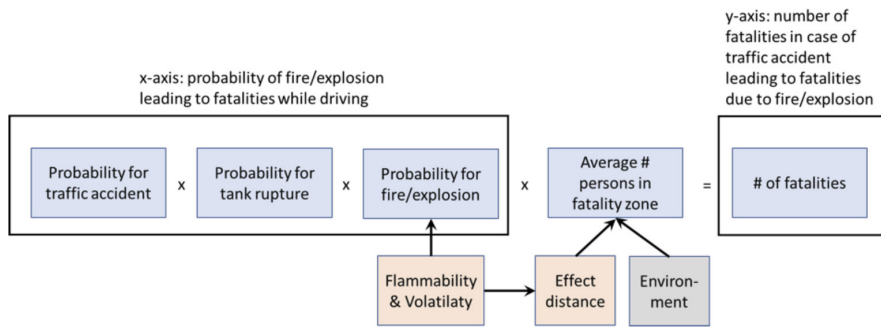 x-axis: probability of fire/explosion
leading to fatalities while driving
y-axis: number of
fatalities in case of
traffic accident
leading to fatalities
due to fire/explosion
Probability for
traffic accident
x
Probability for
tank rupture
x
Probability for
fire/explosion
x
Average #
persons in
fatality zone
=
# of fatalities
Flammability
& Volatilaty
Effect
distance
Environ-
ment